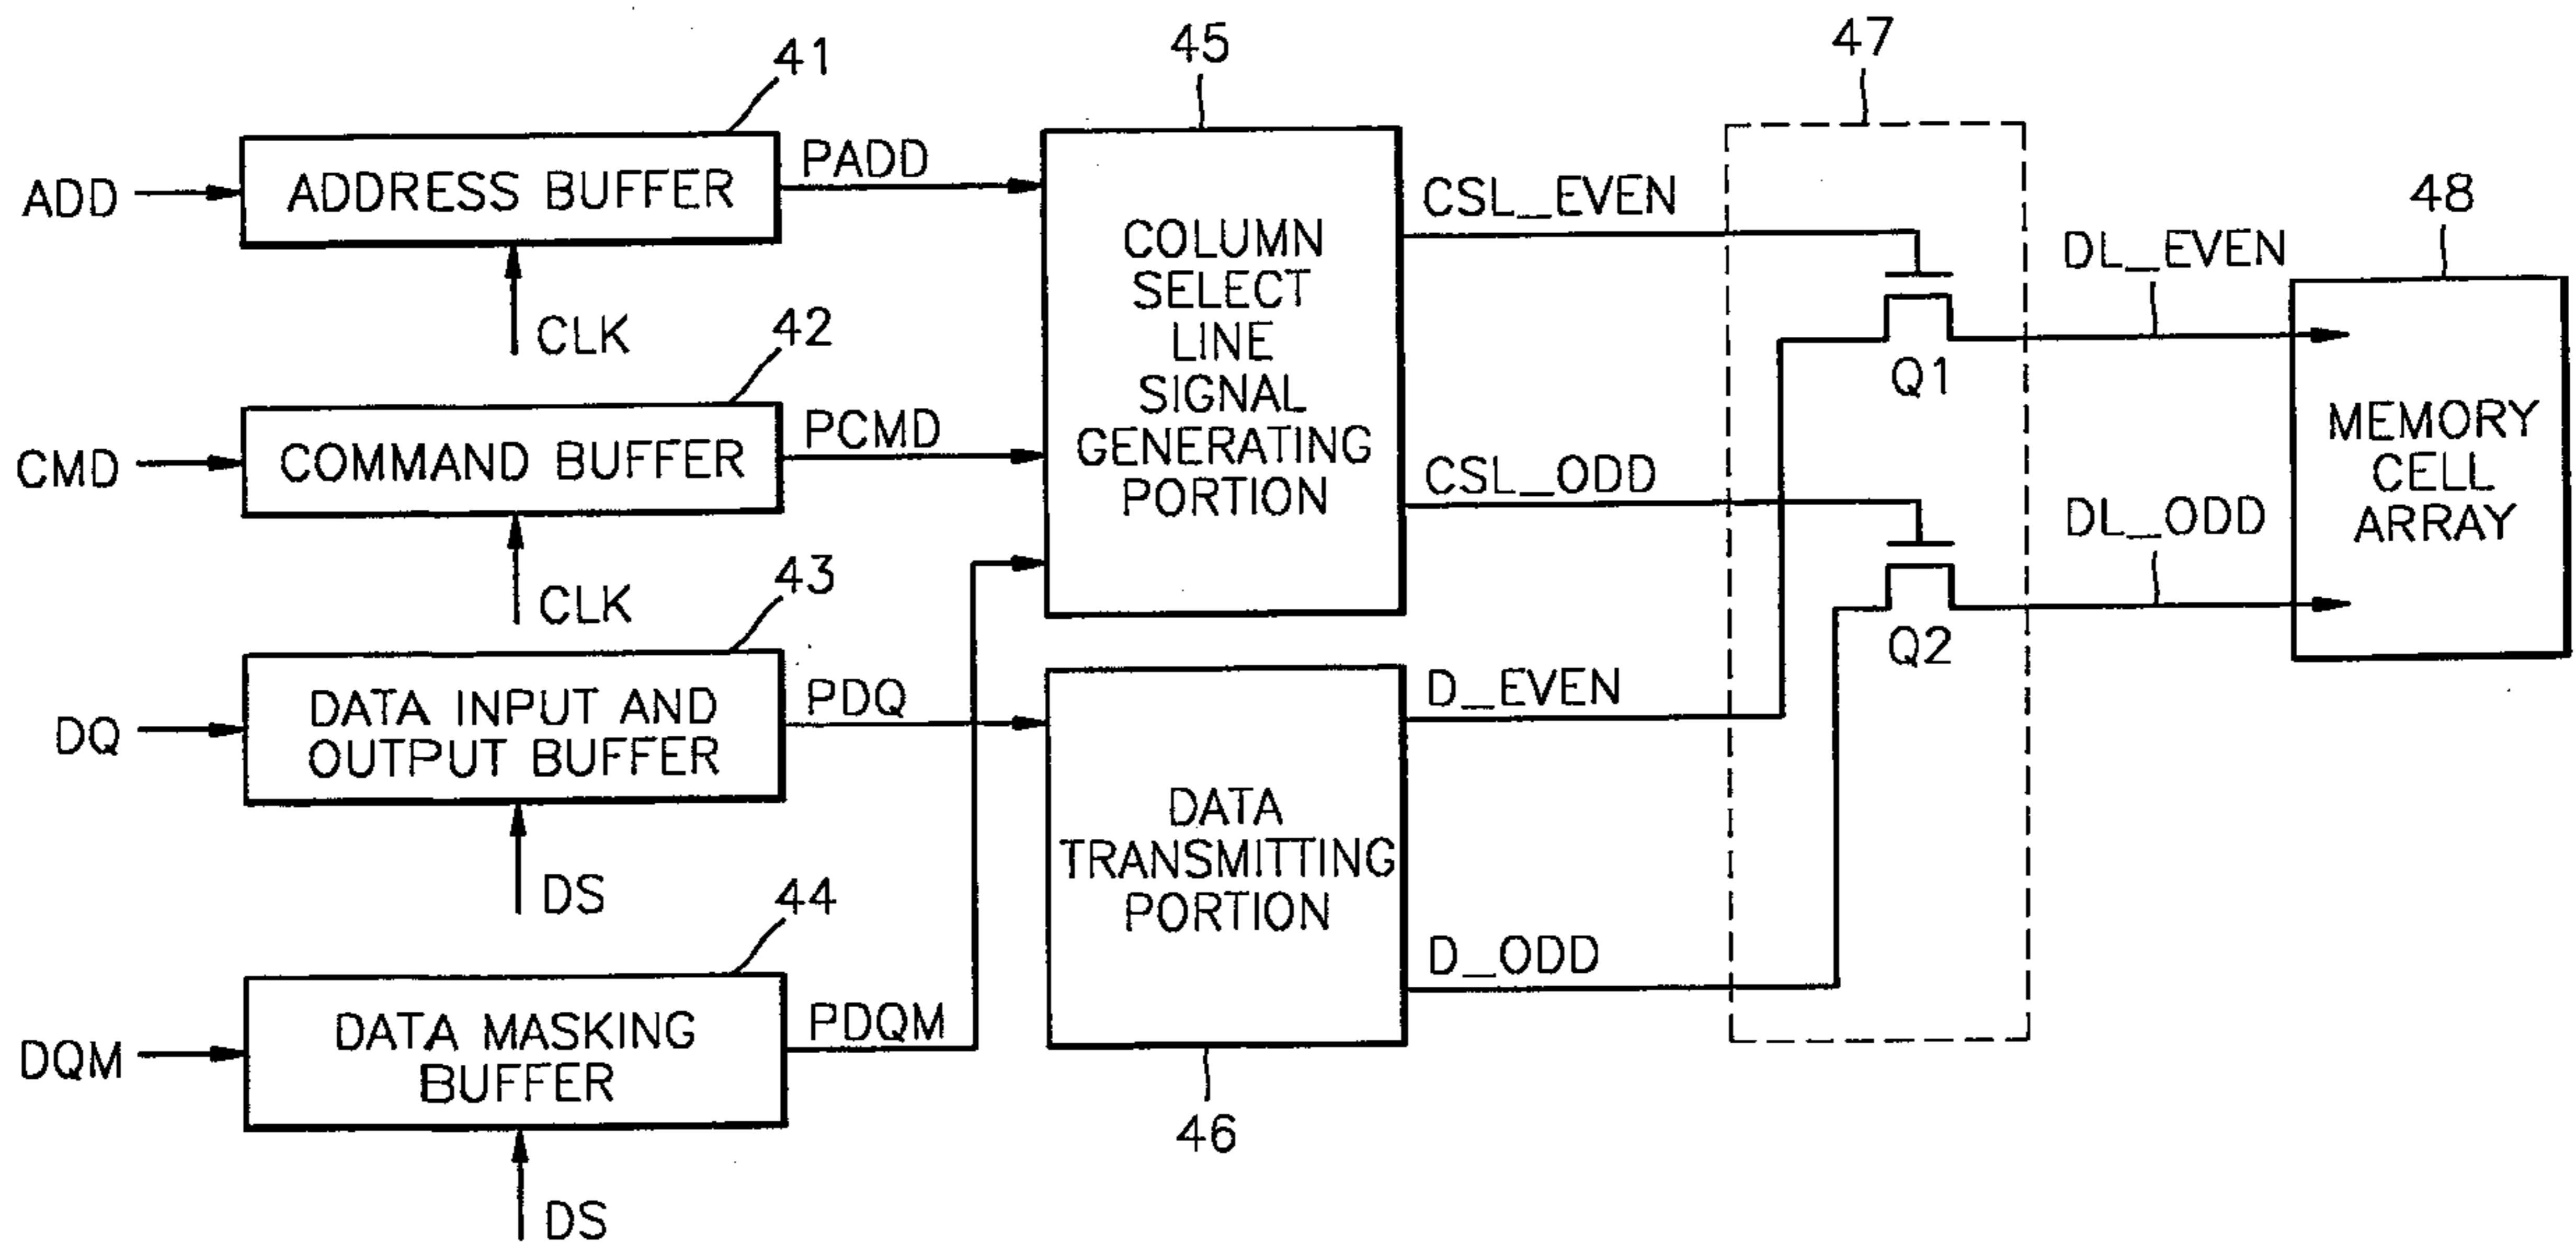 41
ADD
ADDRESS BUFFER
PADD
CLK
42
CMD
COMMAND BUFFER
PCMD
CLK
43
DQ
DATA INPUT AND
OUTPUT BUFFER
PDQ
DS
44
DQM
DATA MASKING
BUFFER
PDQM
DS
45
COLUMN
SELECT
LINE
SIGNAL
GENERATING
PORTION
CSL_EVEN
CSL_ODD
DATA
TRANSMITTING
PORTION
46
D_EVEN
D_ODD
47
Q1
Q2
DL_EVEN
DL_ODD
48
MEMORY
CELL
ARRAY